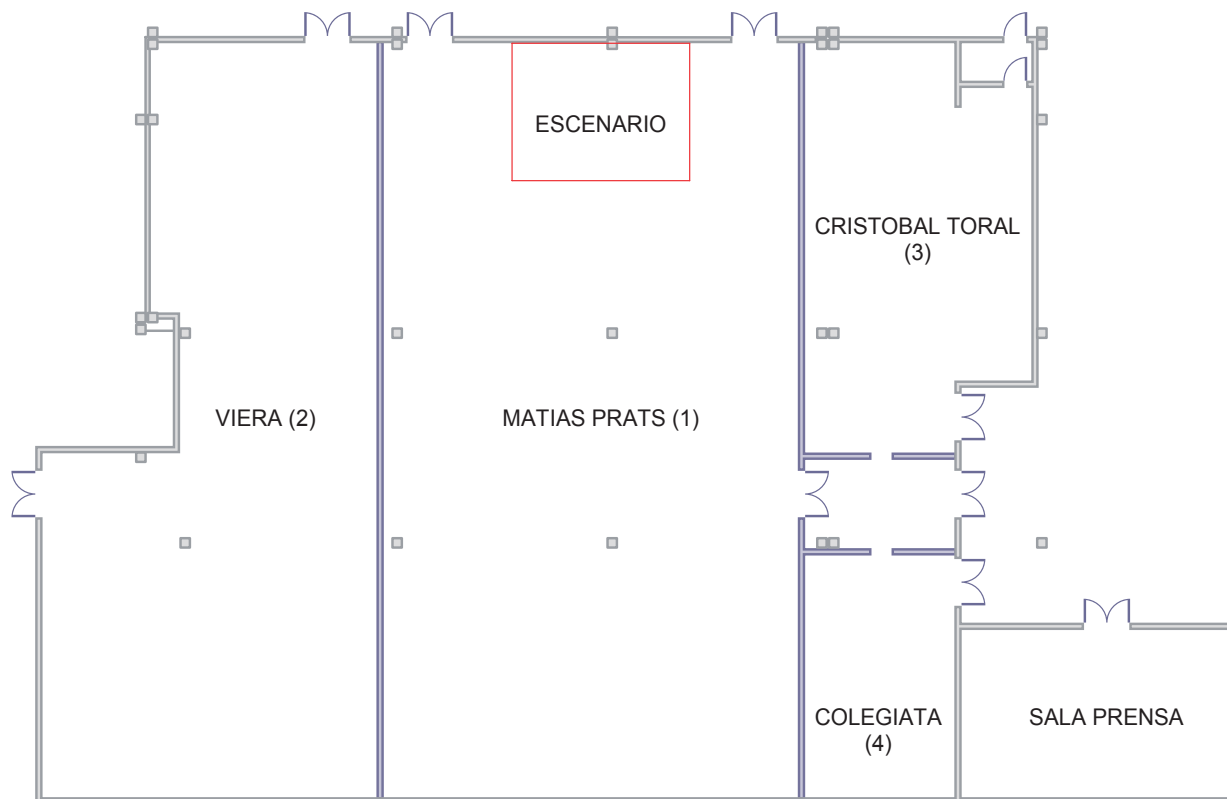 ESCENARIO
CRISTOBAL TORAL
(3)
VIERA (2)
MATIAS PRATS (1)
COLEGIATA
(4)
SALA PRENSA